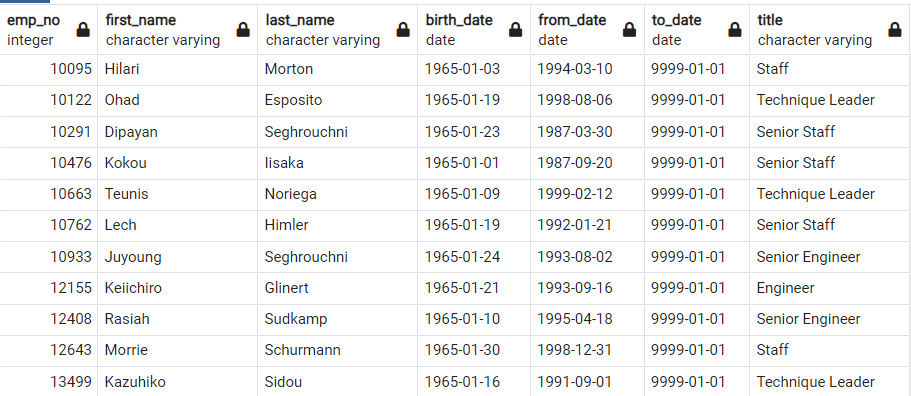 emp_no first_name last_name birth_date from_date to_date title
integer character varying character varying date date date character varying
10095 Hilari Morton 1965-01-03 1994-03-10 9999-01-01 Staff
10122 Ohad Esposito 1965-01-19 1998-08-06 9999-01-01 Technique Leader
10291 Dipayan Seghrouchni 1965-01-23 1987-03-30 9999-01-01 Senior Staff
10476 Kokou Iisaka 1965-01-01 1987-09-20 9999-01-01 Senior Staff
10663 Teunis Noriega 1965-01-09 1999-02-12 9999-01-01 Technique Leader
10762 Lech Himler 1965-01-19 1992-01-21 9999-01-01 Senior Staff
10933 Juyoung Seghrouchni 1965-01-24 1993-08-02 9999-01-01 Senior Engineer
12155 Keiichiro Glinert 1965-01-21 1993-09-16 9999-01-01 Engineer
12408 Rasiah Sudkamp 1965-01-10 1995-04-18 9999-01-01 Senior Engineer
12643 Morrie Schurmann 1965-01-30 1998-12-31 9999-01-01 Staff
13499 Kazuhiko Sidou 1965-01-16 1991-09-01 9999-01-01 Technique Leader